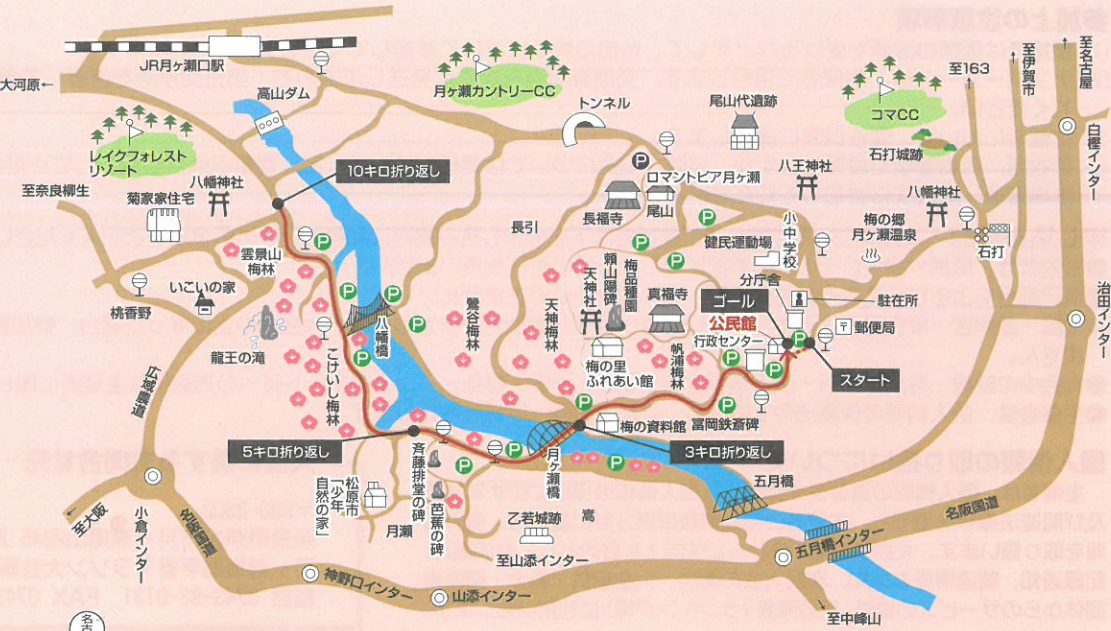 参加上の注意事項
JR月ヶ瀬口駅
大河原←
高山ダム
月ヶ瀬カントリーCC
トンネル
尾山代遺跡
コマCC
至163
至伊賀市
至名古屋
白樫インター
石打城跡
レイクフォレスト
リゾート
10キロ折り返し
ロマントピア月ヶ瀬
八王神社
至奈良柳生
八幡神社
菊家家住宅
長引
長福寺
尾山
小中学校
梅の郷
月ヶ瀬温泉
八幡神社
石打
健民運動場
雲景山
梅林
梅品種園
頼山陽碑
分庁舎
いこいの家
桃香野
天神社
真福寺
ゴール
駐在所
治田インター
八幡橋
鶯谷梅林
天神梅林
公民館
行政センター
郵便局
龍王の滝
こけいし梅林
梅の里
ふれあい館
帆浦梅林
スタート
広域農道
梅の資料館
冨岡鉄斎碑
5キロ折り返し
3キロ折り返し
斉藤拙堂の碑
月ヶ瀬橋
五月橋
松原市
「少年
自然の家」
芭蕉の碑
至大阪
小倉インター
名阪国道
月瀬
乙若城跡
嵩
名阪国道
至山添インター
五月橋インター
神野口インター
山添インター
至中峰山
P